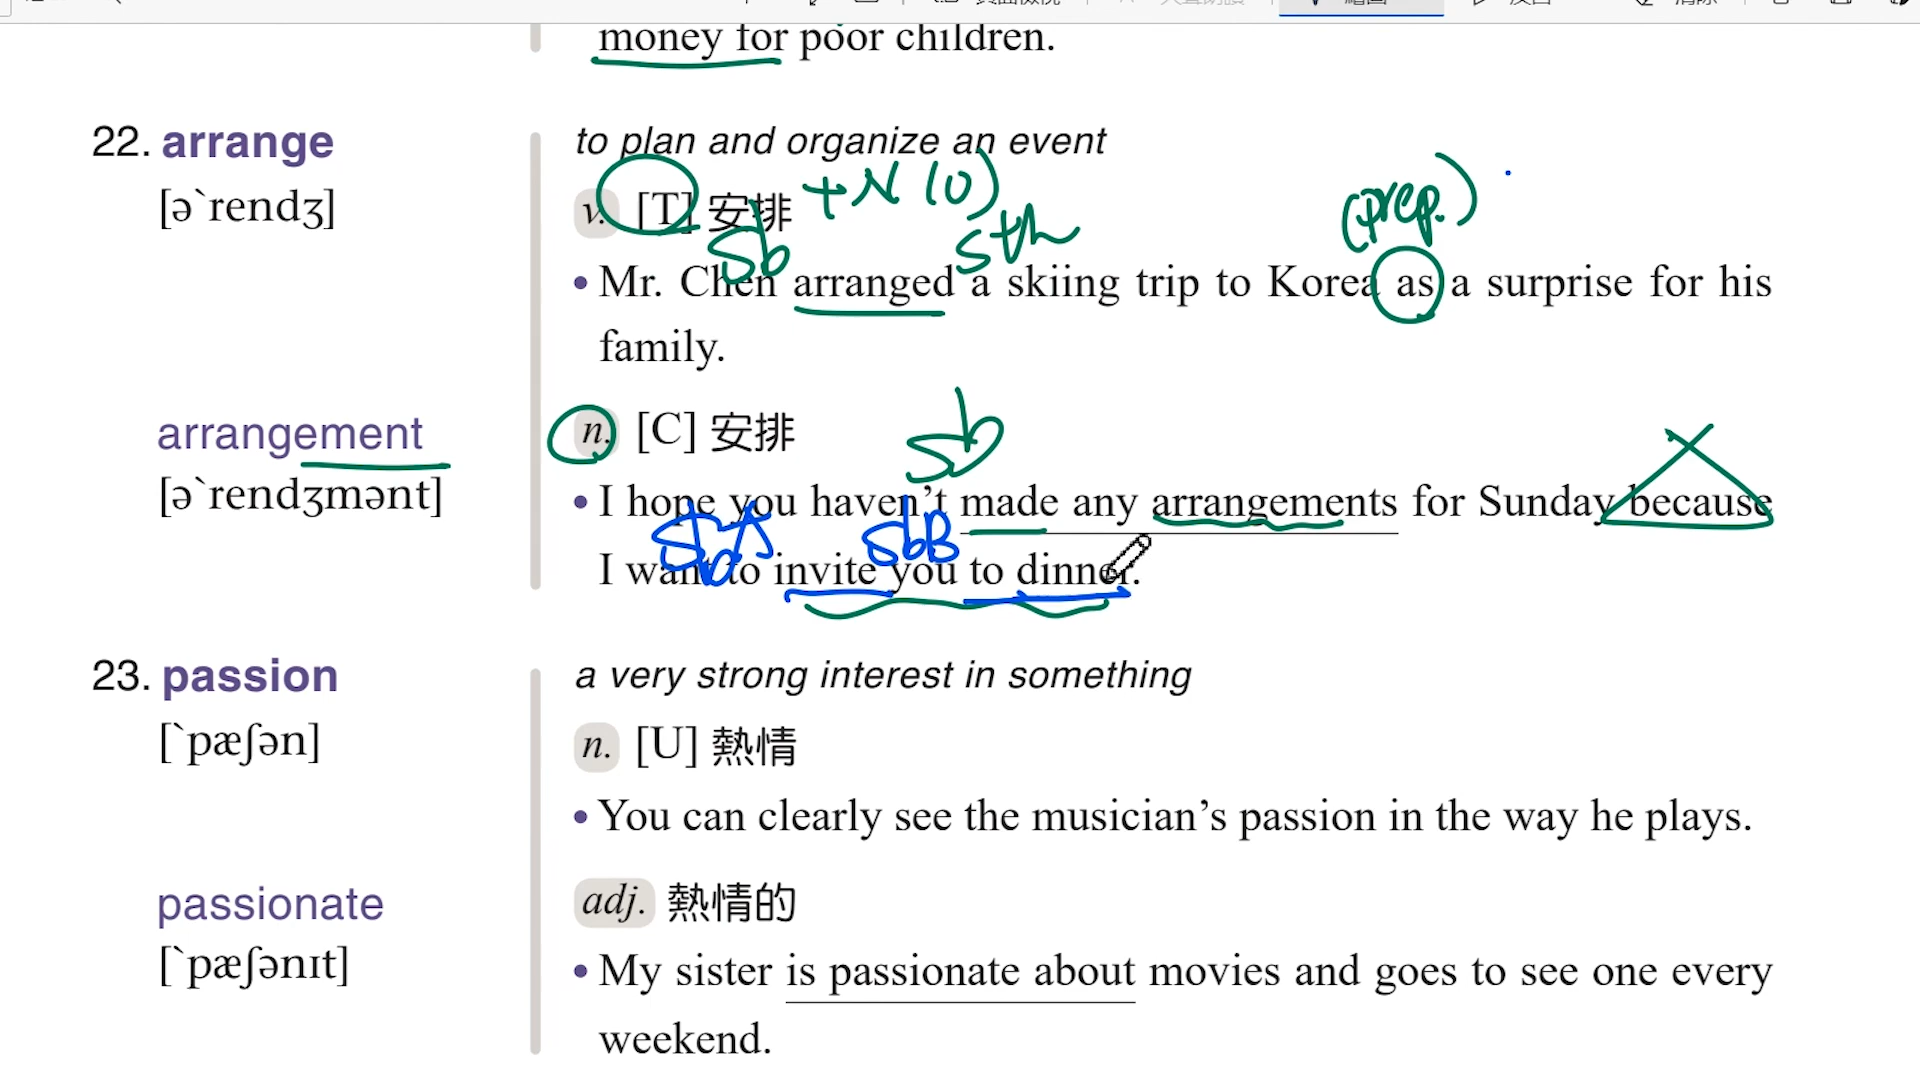 money for poor children.
22. arrange
to plan and organize an event
[ə`rendʒ]
v. [T] 安排 +N (O)
(prep.)
sb
sth
• Mr. Chen arranged a skiing trip to Korea as a surprise for his
family.
arrangement
n. [C] 安排
sb
[ə`rendʒmənt]
• I hope you haven’t made any arrangements for Sunday because
sbA sbB
I want to invite you to dinner.
23. passion
a very strong interest in something
[`pæʃən]
n. [U] 熱情
• You can clearly see the musician’s passion in the way he plays.
passionate
adj. 熱情的
[`pæʃənɪt]
• My sister is passionate about movies and goes to see one every
weekend.